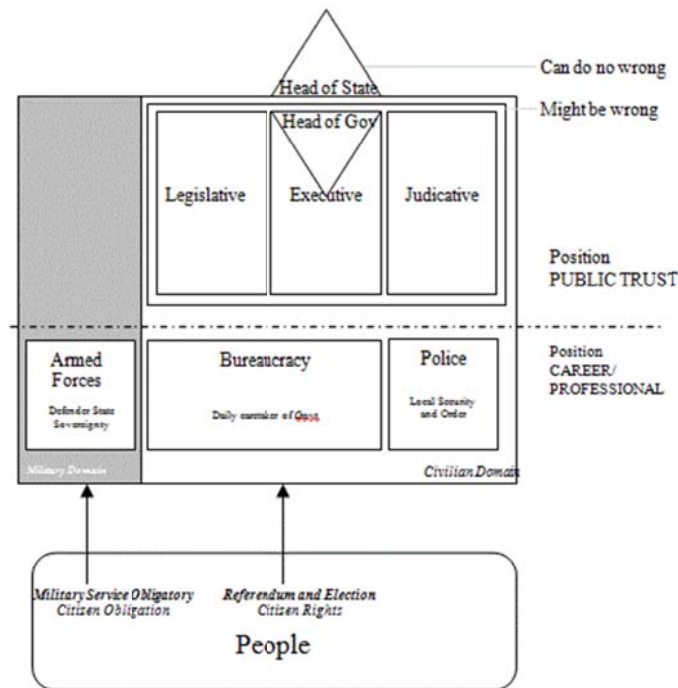 Can do no wrong
Head of State
Might be wrong
Head of Gov
Legislative
Executive
Judicative
Position
PUBLIC TRUST
Position
CAREER/
PROFESSIONAL
Armed
Forces
Defender State
Sovereignty
Bureaucracy
Daily caretaker of Govt.
Police
Local Security
and Order
Military Domain
Civilian Domain
Military Service Obligatory
Citizen Obligation
Referendum and Election
Citizen Rights
People